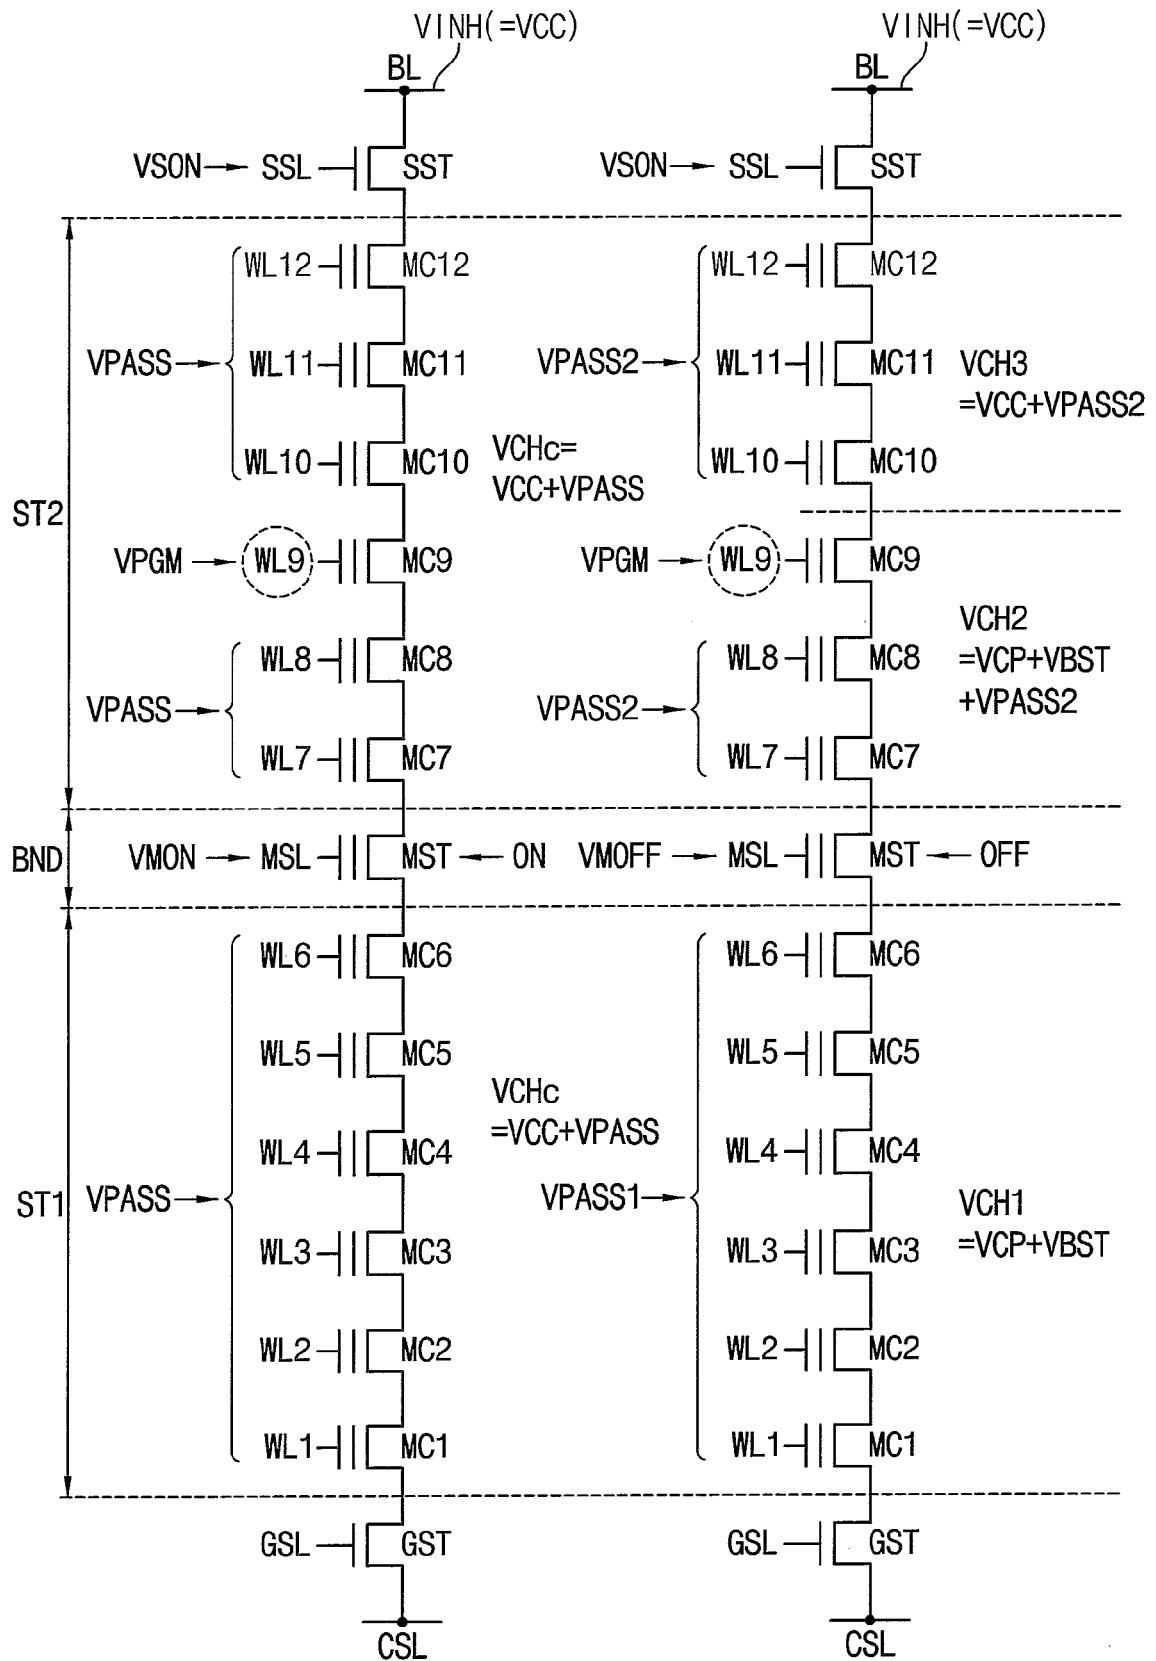 VINH(=VCC) VINH(=VCC)
BL BL
VSON SSL SST VSON SSL SST
WL12 MC12 WL12 MC12
VPASS WL11 MC11 VPASS2 WL11 MC11 VCH3
=VCC+VPASS2
WL10 MC10 VCHc= WL10 MC10
VCC+VPASS
ST2
VPGM WL9 MC9 VPGM WL9 MC9
VCH2
WL8 MC8 WL8 MC8 =VCP+VBST
VPASS VPASS2 +VPASS2
WL7 MC7 WL7 MC7
BND VMON MSL MST ON VMOFF MSL MST OFF
WL6 MC6 WL6 MC6
WL5 MC5 WL5 MC5
VCHc
=VCC+VPASS
WL4 MC4 WL4 MC4
ST1 VPASS VPASS1 VCH1
WL3 MC3 WL3 MC3 =VCP+VBST
WL2 MC2 WL2 MC2
WL1 MC1 WL1 MC1
GSL GST GSL GST
CSL CSL